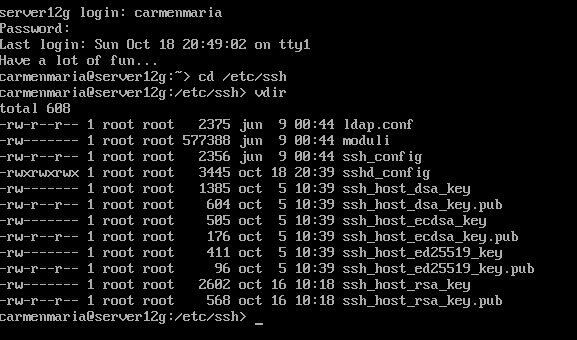 server12g login: carmenmaria
Password:
Last login: Sun Oct 18 20:49:02 on tty1
Have a lot of fun...
carmenmaria@server12g:~> cd /etc/ssh
carmenmaria@server12g:/etc/ssh> vdir
total 608
-rw-r--r-- 1 root root   2375 jun  9 00:44 ldap.conf
-rw------- 1 root root 577388 jun  9 00:44 moduli
-rw-r--r-- 1 root root   2356 jun  9 00:44 ssh_config
-rwxrwxrwx 1 root root   3445 oct 18 20:39 sshd_config
-rw------- 1 root root   1385 oct  5 10:39 ssh_host_dsa_key
-rw-r--r-- 1 root root    604 oct  5 10:39 ssh_host_dsa_key.pub
-rw------- 1 root root    505 oct  5 10:39 ssh_host_ecdsa_key
-rw-r--r-- 1 root root    176 oct  5 10:39 ssh_host_ecdsa_key.pub
-rw------- 1 root root    411 oct  5 10:39 ssh_host_ed25519_key
-rw-r--r-- 1 root root     96 oct  5 10:39 ssh_host_ed25519_key.pub
-rw------- 1 root root   2602 oct 16 10:18 ssh_host_rsa_key
-rw-r--r-- 1 root root    568 oct 16 10:18 ssh_host_rsa_key.pub
carmenmaria@server12g:/etc/ssh> _